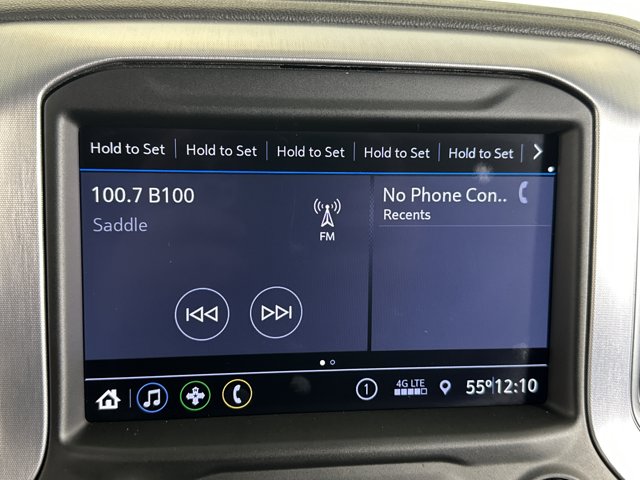 Hold to Set Hold to Set Hold to Set Hold to Set Hold to Set
100.7 B100
Saddle
FM
No Phone Con..
Recents
1
4G LTE
55° 12:10